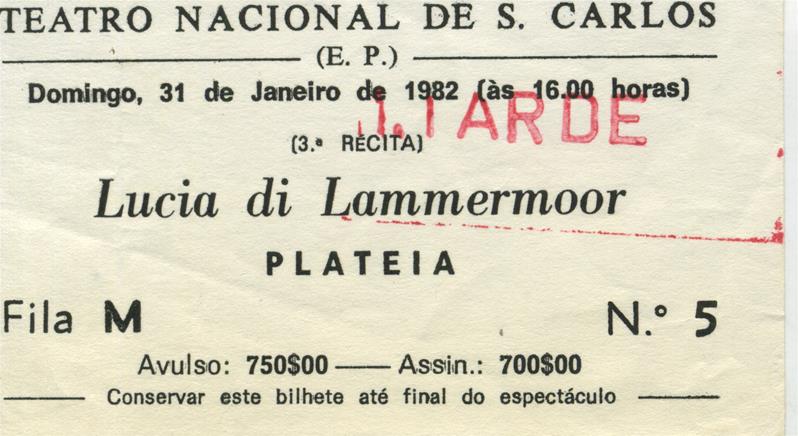 TEATRO NACIONAL DE S. CARLOS
(E. P.)
Domingo, 31 de Janeiro de 1982 (às 16.00 horas)
TARDE
(3.ª RÉCITA)
Lucia di Lammermoor
PLATEIA
Fila M N.º 5
Avulso: 750$00 — Assin.: 700$00
Conservar este bilhete até final do espectáculo